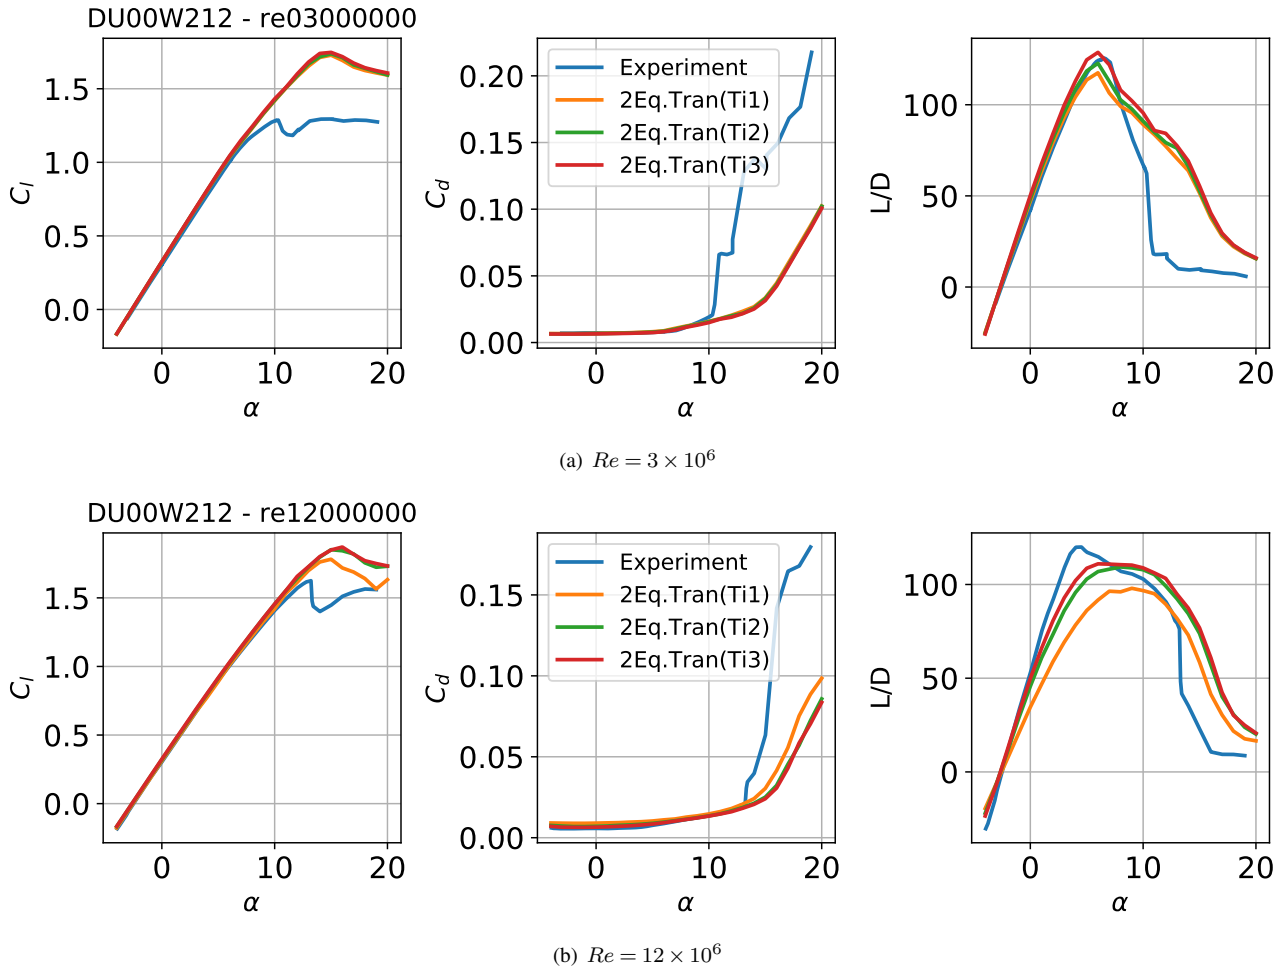 DU00W212 - re03000000
1.5
1.0
0.5
0.0
C_l
0 10 20
α
0.20
0.15
0.10
0.05
0.00
C_d
Experiment
2Eq.Tran(Ti1)
2Eq.Tran(Ti2)
2Eq.Tran(Ti3)
0 10 20
α
100
50
0
L/D
0 10 20
α
(a) Re = 3 × 10⁶
DU00W212 - re12000000
1.5
1.0
0.5
0.0
C_l
0 10 20
α
0.15
0.10
0.05
0.00
C_d
Experiment
2Eq.Tran(Ti1)
2Eq.Tran(Ti2)
2Eq.Tran(Ti3)
0 10 20
α
100
50
0
L/D
0 10 20
α
(b) Re = 12 × 10⁶